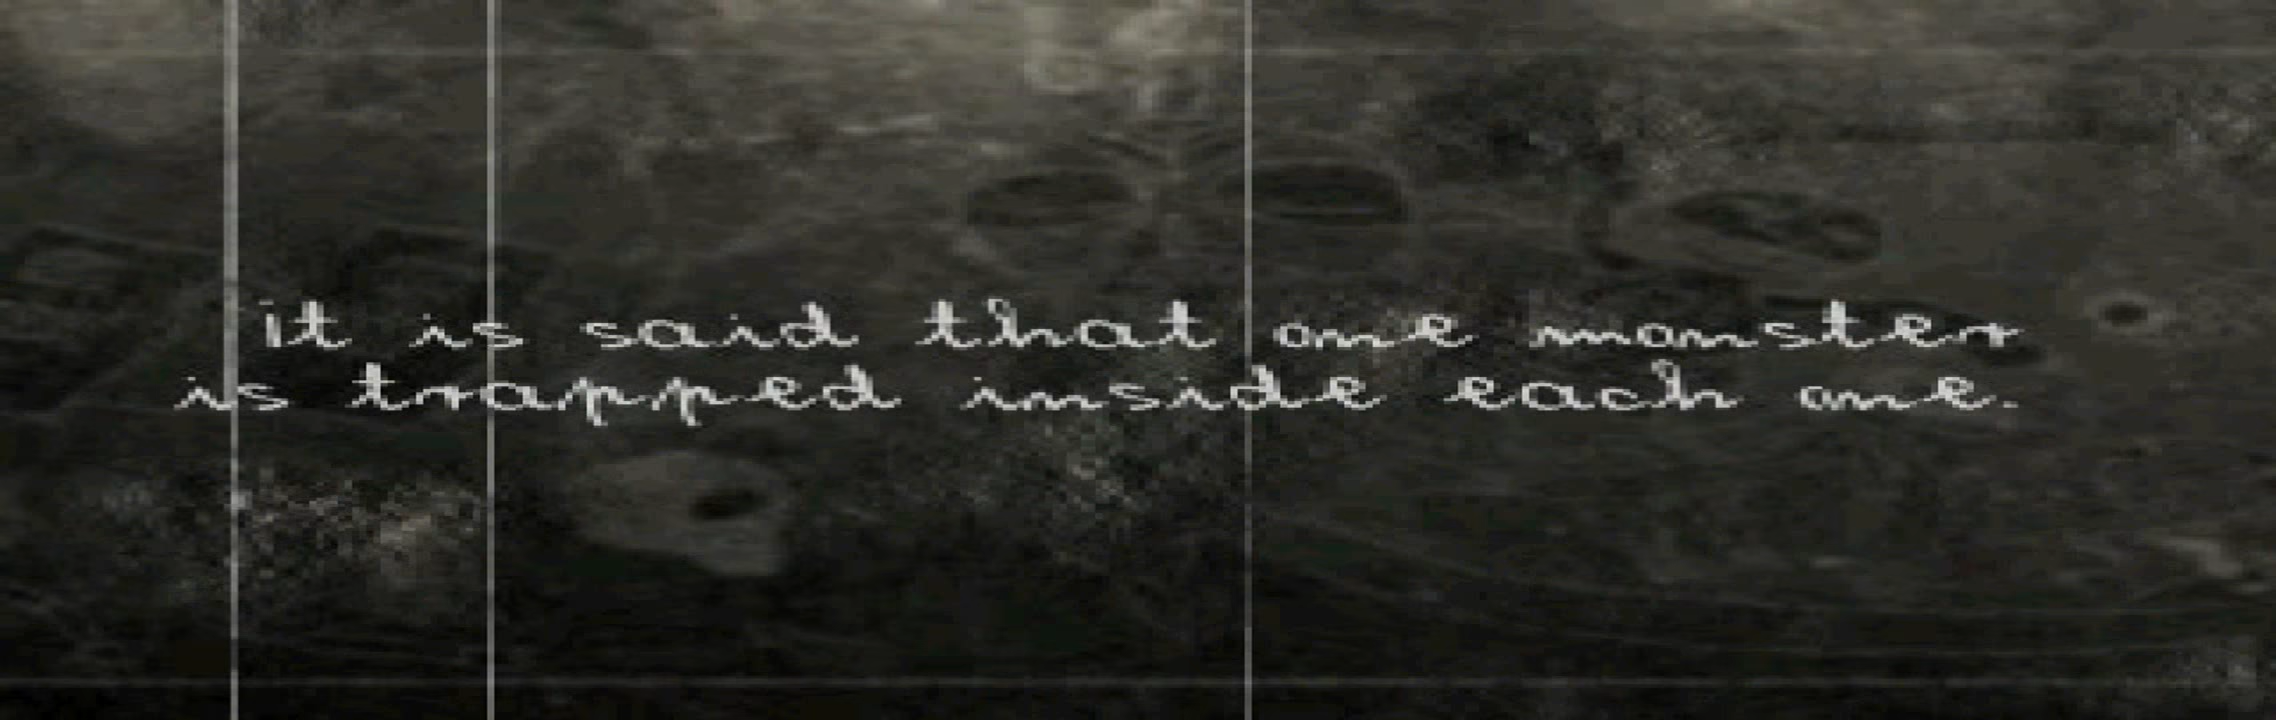 it is said that one monster
is trapped inside each one.